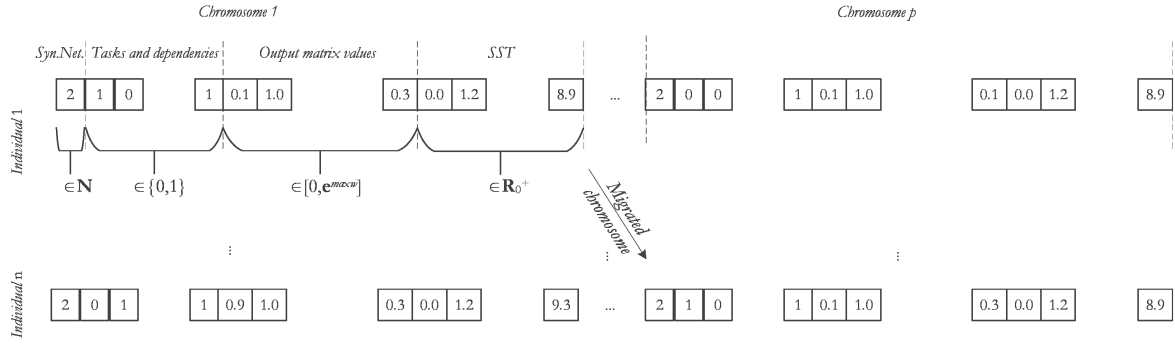 Chromosome 1
Chromosome p
Syn.Net. Tasks and dependencies Output matrix values SST
Individual 1
2 1 0 1 0.1 1.0 0.3 0.0 1.2 8.9 ... 2 0 0 1 0.1 1.0 0.1 0.0 1.2 8.9
∈N ∈{0,1} ∈[0,e^maxw] ∈R₀⁺
Migrated
chromosome
... ... ...
Individual n
2 0 1 1 0.9 1.0 0.3 0.0 1.2 9.3 ... 2 1 0 1 0.1 1.0 0.3 0.0 1.2 8.9